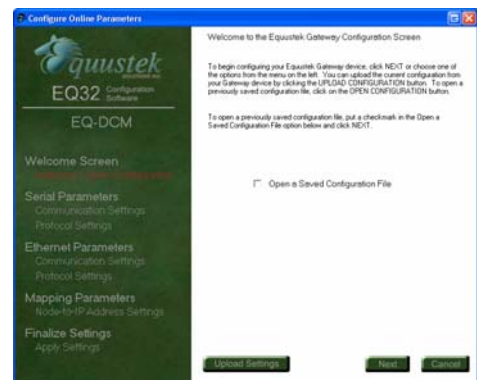 Configure Online Parameters
Equustek
SOLUTIONS INC.
EQ32 Configuration Software
EQ-DCM
Welcome Screen
Serial Parameters
Communication Settings
Protocol Settings
Ethernet Parameters
Communication Settings
Protocol Settings
Mapping Parameters
Node-to-IP Address Settings
Finalize Settings
Apply Settings
Welcome to the Equustek Gateway Configuration Screen
To begin configuring your Equustek Gateway device, click NEXT or choose one of
the options from the menu on the left. You can upload the current configuration from
your Gateway device by clicking the UPLOAD CONFIGURATION button. To open a
previously saved configuration file, click on the OPEN CONFIGURATION button.
To open a previously saved configuration file, put a checkmark in the Open a
Saved Configuration File option below and click NEXT.
Open a Saved Configuration File
Upload Settings
Next
Cancel